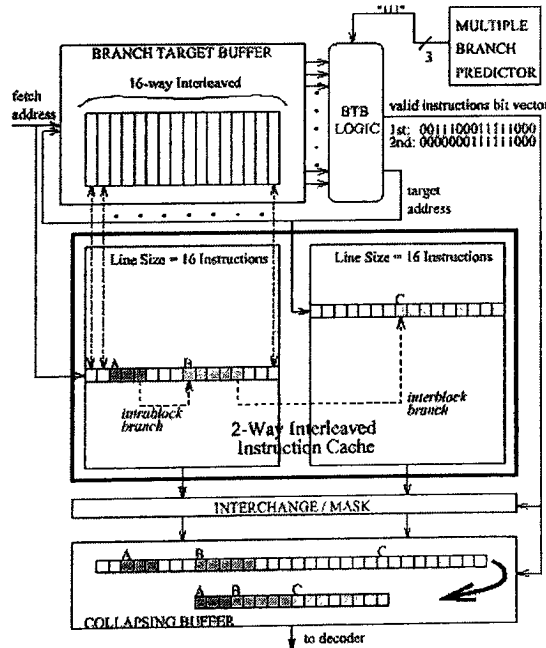 "111"
MULTIPLE
BRANCH
PREDICTOR
3
BRANCH TARGET BUFFER
16-way Interleaved
fetch
address
BTB
LOGIC
valid instructions bit vector
1st: 0011100011111000
2nd: 0000000111111000
target
address
Line Size = 16 Instructions
Line Size = 16 Instructions
C
A
B
intrablock
branch
interblock
branch
2-Way Interleaved
Instruction Cache
INTERCHANGE / MASK
A
B
C
A
B
C
COLLAPSING BUFFER
to decoder